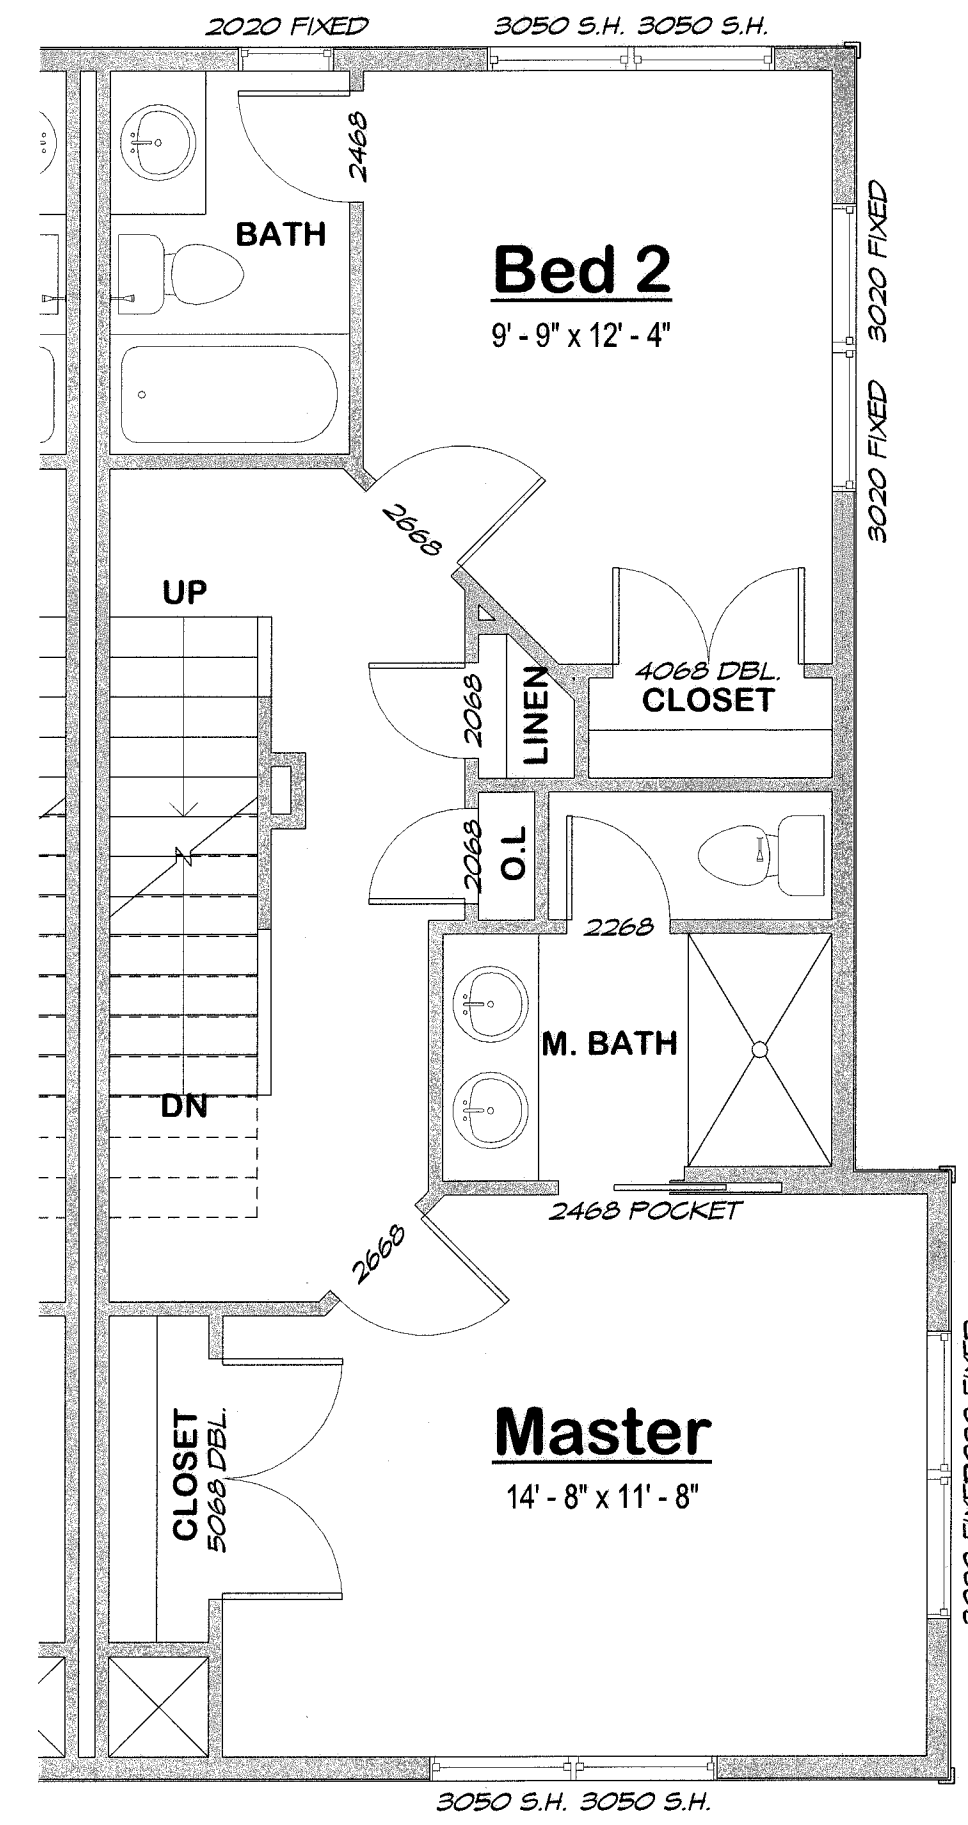 2020 FIXED
3050 S.H. 3050 S.H.
2468
BATH
Bed 2
9' - 9" x 12' - 4"
3020 FIXED
3020 FIXED
2668
UP
4068 DBL.
CLOSET
2068
LINEN
2068
O.L
2268
M. BATH
DN
2468 POCKET
2668
Master
14' - 8" x 11' - 8"
CLOSET
5068 DBL.
3050 S.H. 3050 S.H.